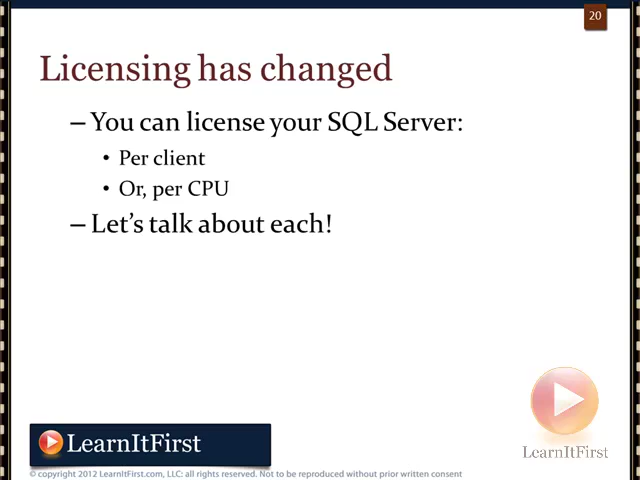 20
Licensing has changed
– You can license your SQL Server:
• Per client
• Or, per CPU
– Let's talk about each!
LearnItFirst
LearnItFirst
© copyright 2012 LearnItFirst.com, LLC: all rights reserved. Not to be reproduced without prior written consent